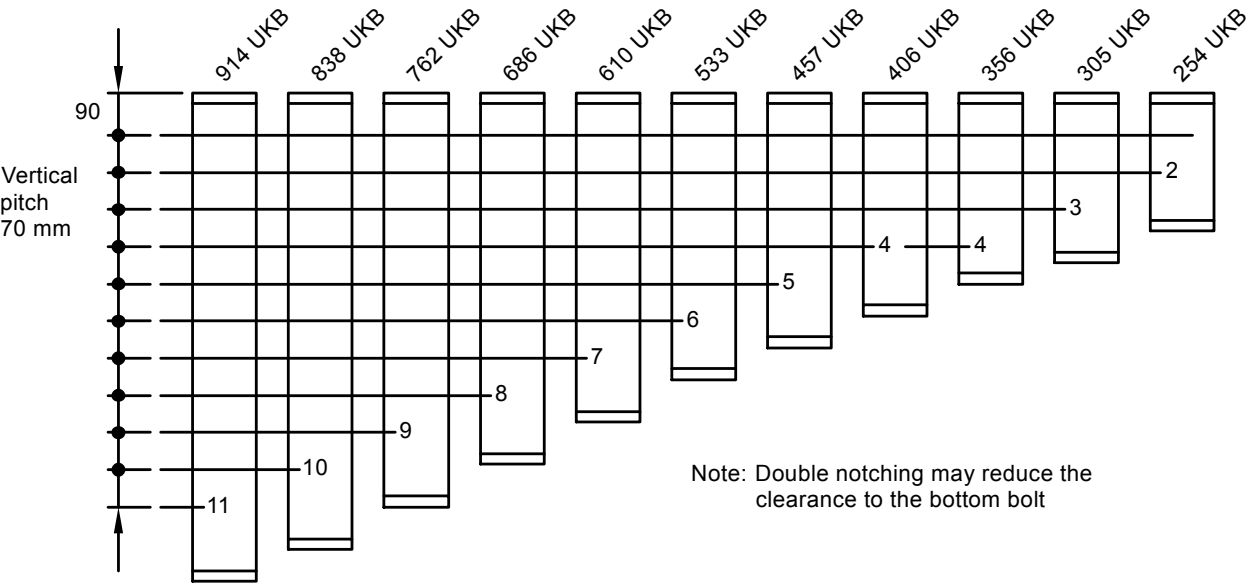 914 UKB
838 UKB
762 UKB
686 UKB
610 UKB
533 UKB
457 UKB
406 UKB
356 UKB
305 UKB
254 UKB
90
Vertical
pitch
70 mm
2
3
4
4
5
6
7
8
9
10
11
Note: Double notching may reduce the
clearance to the bottom bolt